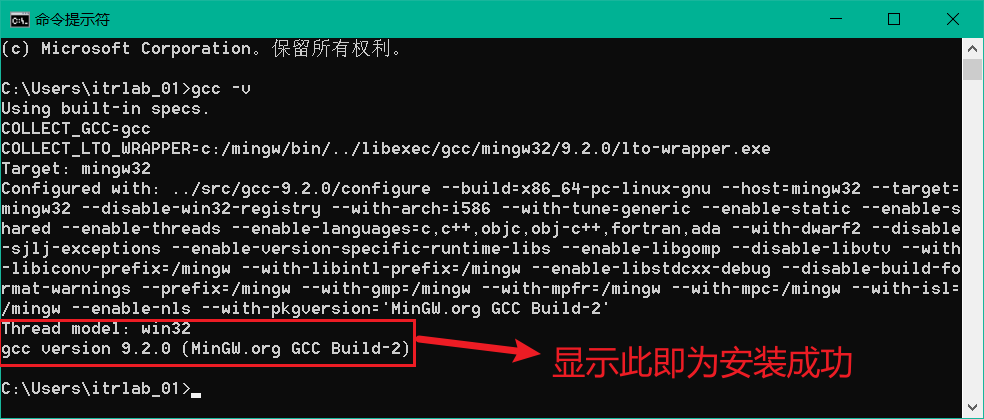 命令提示符
(c) Microsoft Corporation。保留所有权利。
C:\Users\itrlab_01>gcc -v
Using built-in specs.
COLLECT_GCC=gcc
COLLECT_LTO_WRAPPER=c:/mingw/bin/../libexec/gcc/mingw32/9.2.0/lto-wrapper.exe
Target: mingw32
Configured with: ../src/gcc-9.2.0/configure --build=x86_64-pc-linux-gnu --host=mingw32 --target=
mingw32 --disable-win32-registry --with-arch=i586 --with-tune=generic --enable-static --enable-s
hared --enable-threads --enable-languages=c,c++,objc,obj-c++,fortran,ada --with-dwarf2 --disable
-sjlj-exceptions --enable-version-specific-runtime-libs --enable-libgomp --disable-libvtv --with
-libiconv-prefix=/mingw --with-libintl-prefix=/mingw --enable-libstdcxx-debug --disable-build-fo
rmat-warnings --prefix=/mingw --with-gmp=/mingw --with-mpfr=/mingw --with-mpc=/mingw --with-isl=
/mingw --enable-nls --with-pkgversion='MinGW.org GCC Build-2'
Thread model: win32
gcc version 9.2.0 (MinGW.org GCC Build-2)
显示此即为安装成功
C:\Users\itrlab_01>